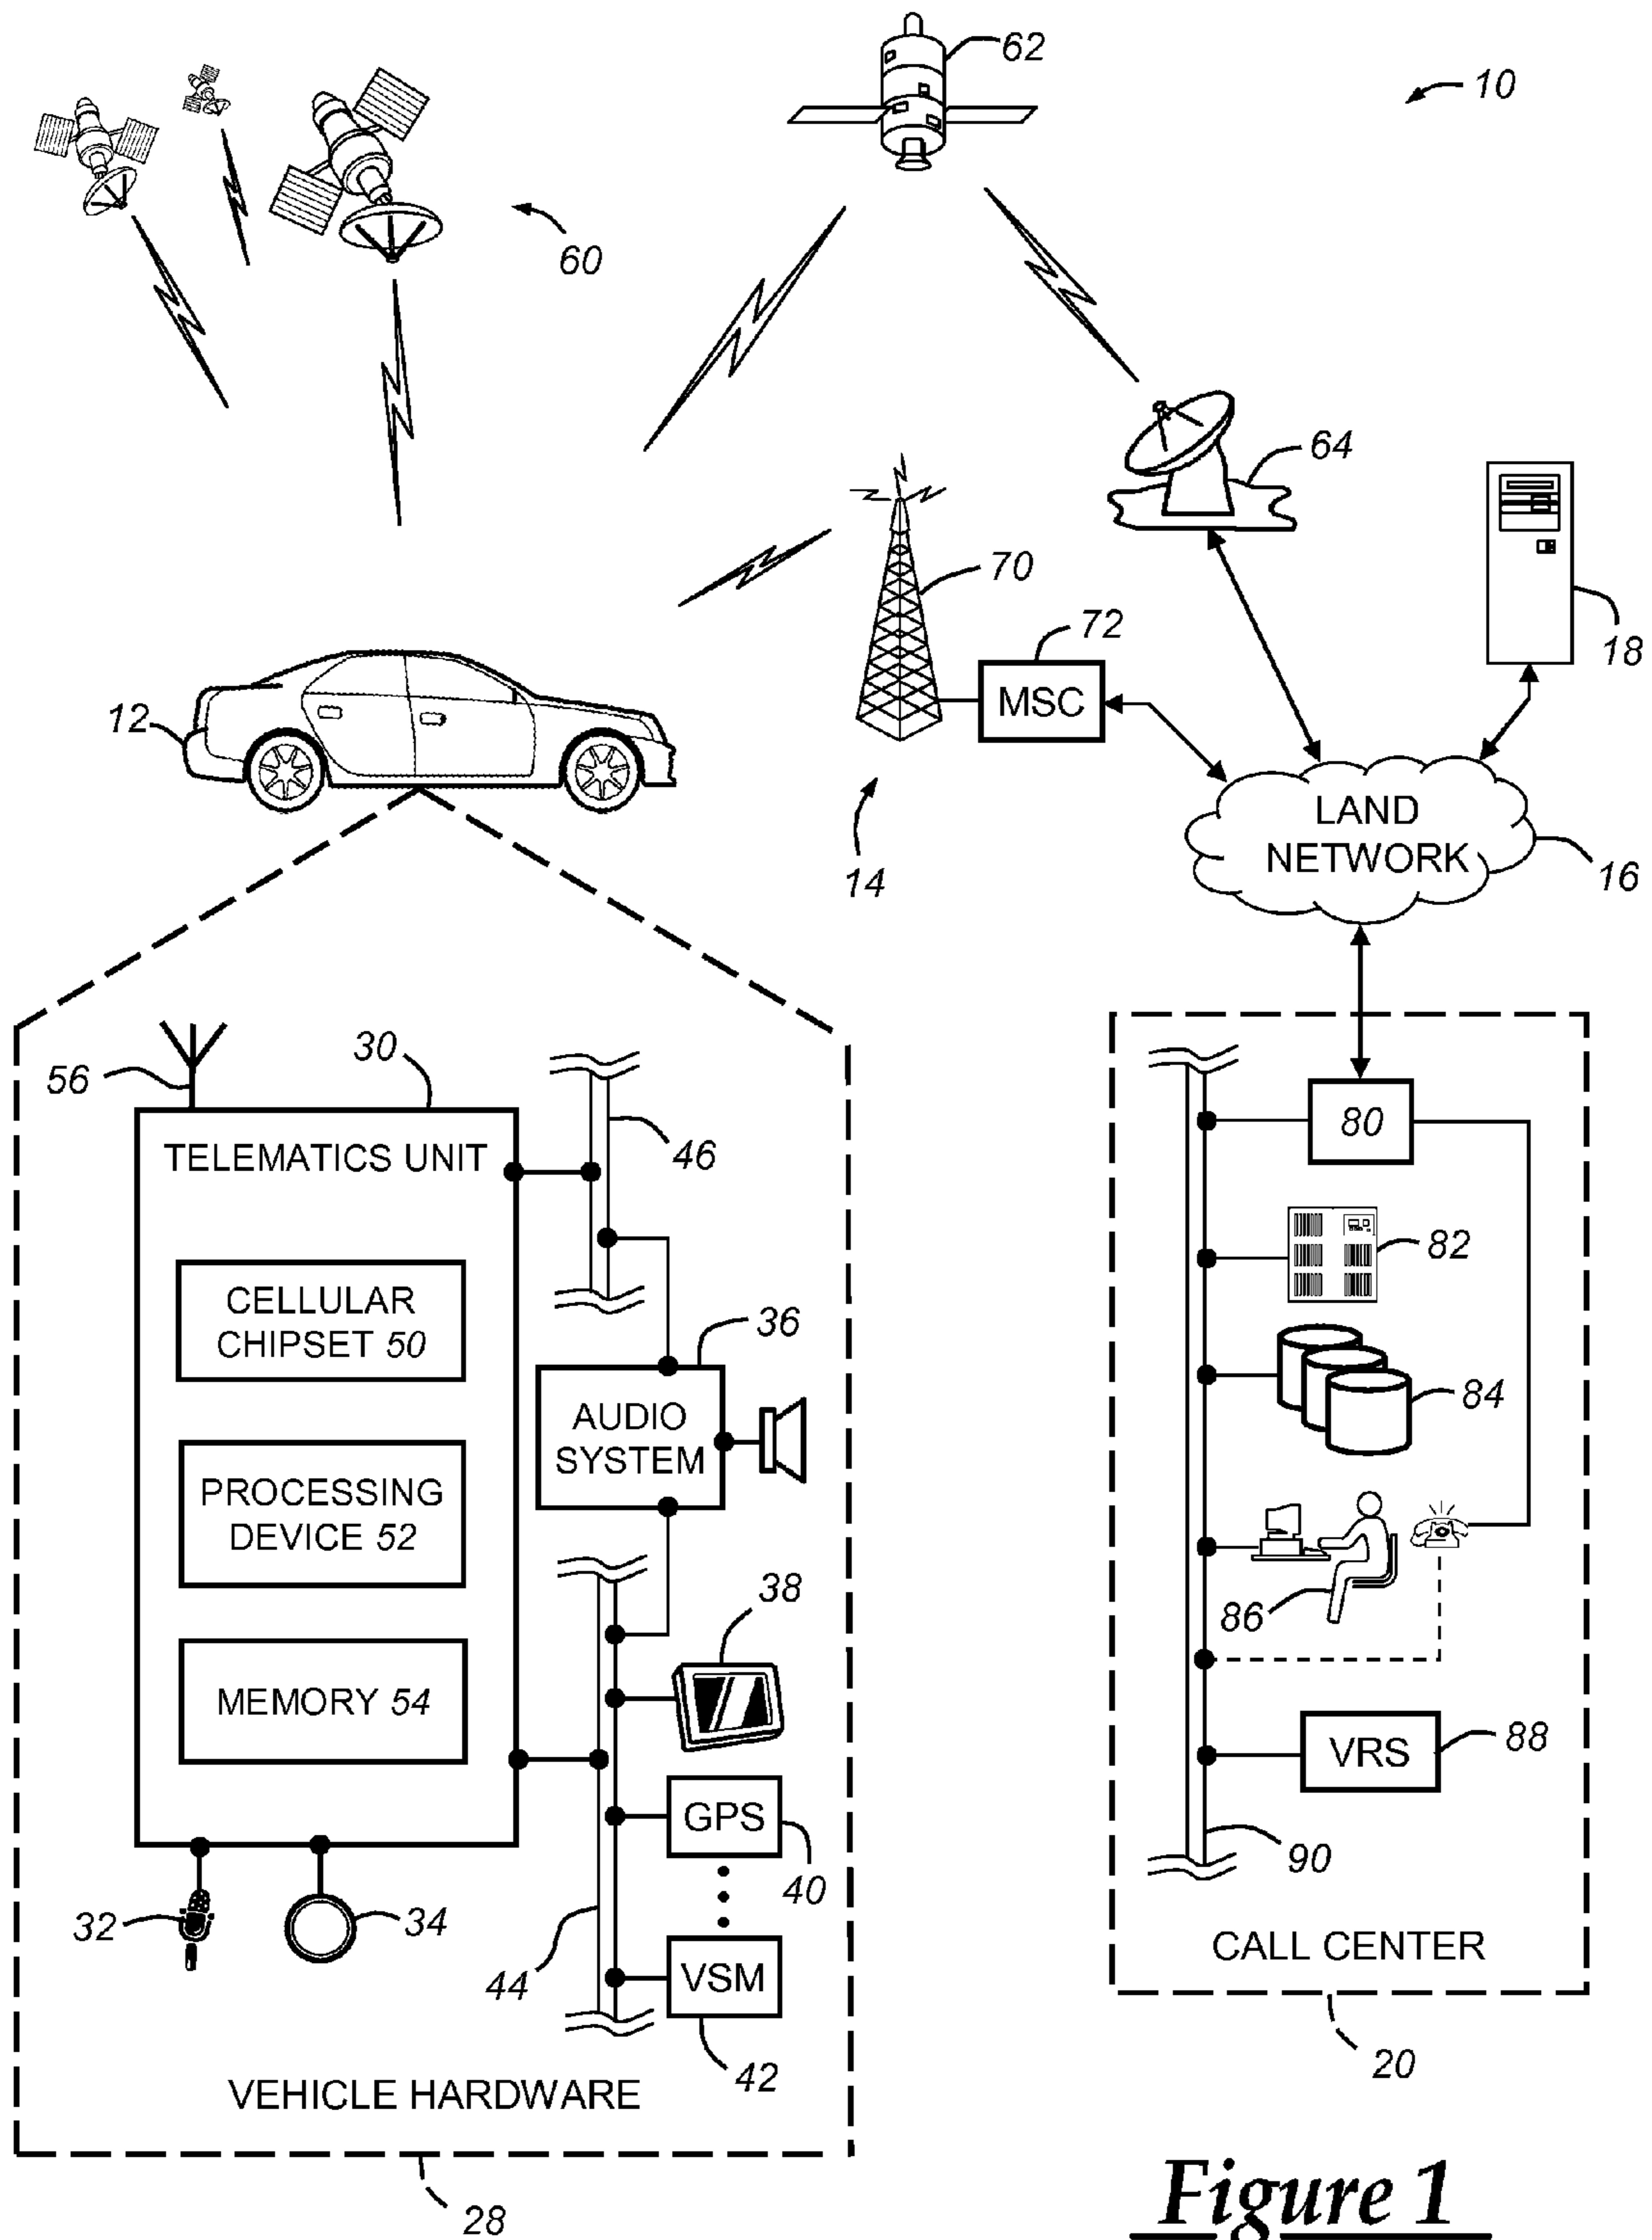 62
10
60
64
70
18
72
MSC
12
LAND
NETWORK
16
14
30
56
80
TELEMATICS UNIT
46
82
CELLULAR
CHIPSET 50
36
84
AUDIO
SYSTEM
PROCESSING
DEVICE 52
38
86
MEMORY 54
88
VRS
GPS
90
40
32
34
CALL CENTER
44
VSM
20
42
VEHICLE HARDWARE
28
Figure 1